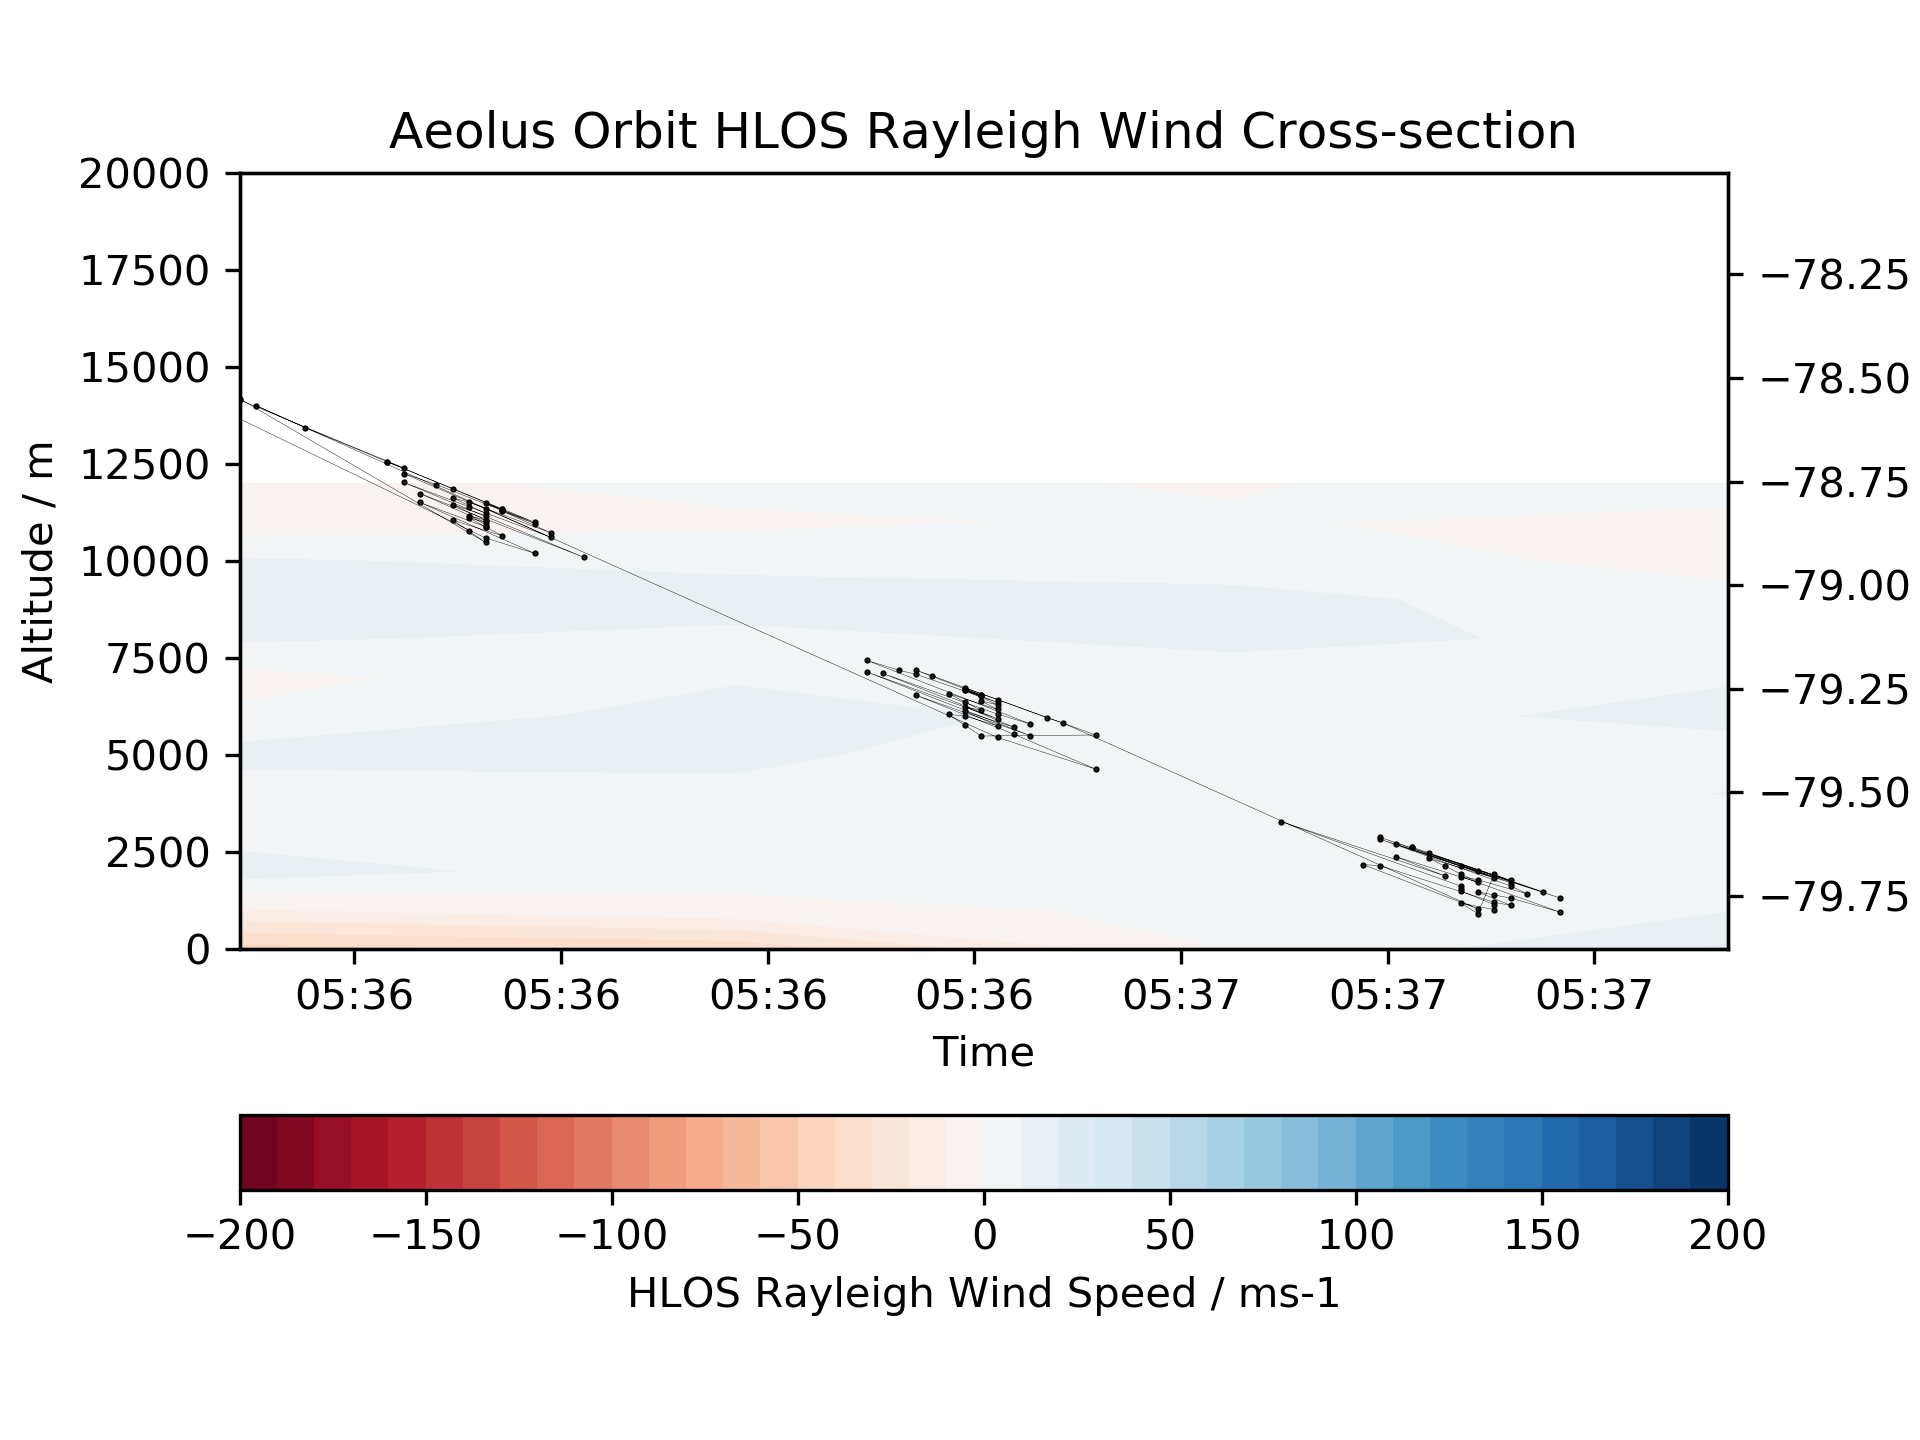 Aeolus Orbit HLOS Rayleigh Wind Cross-section
20000
17500
15000
12500
10000
7500
5000
2500
0
Altitude / m
−78.25
−78.50
−78.75
−79.00
−79.25
−79.50
−79.75
05:36 05:36 05:36 05:36 05:37 05:37 05:37
Time
−200 −150 −100 −50 0 50 100 150 200
HLOS Rayleigh Wind Speed / ms-1